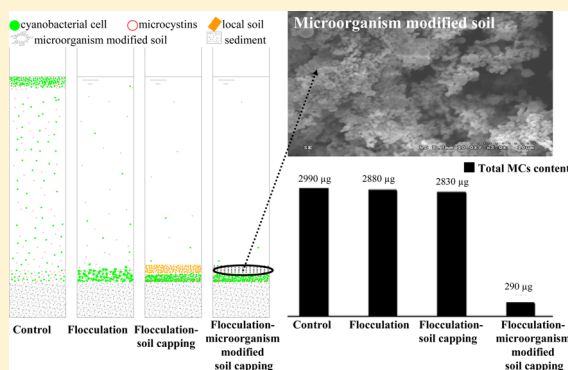 cyanobacterial cell microcystins local soil
microorganism modified soil sediment
Microorganism modified soil
Total MCs content
2990 μg 2880 μg 2830 μg
290 μg
Control Flocculation Flocculation-
soil capping Flocculation-
microorganism
modified
soil capping
Control Flocculation Flocculation-
soil capping Flocculation-
microorganism
modified
soil capping